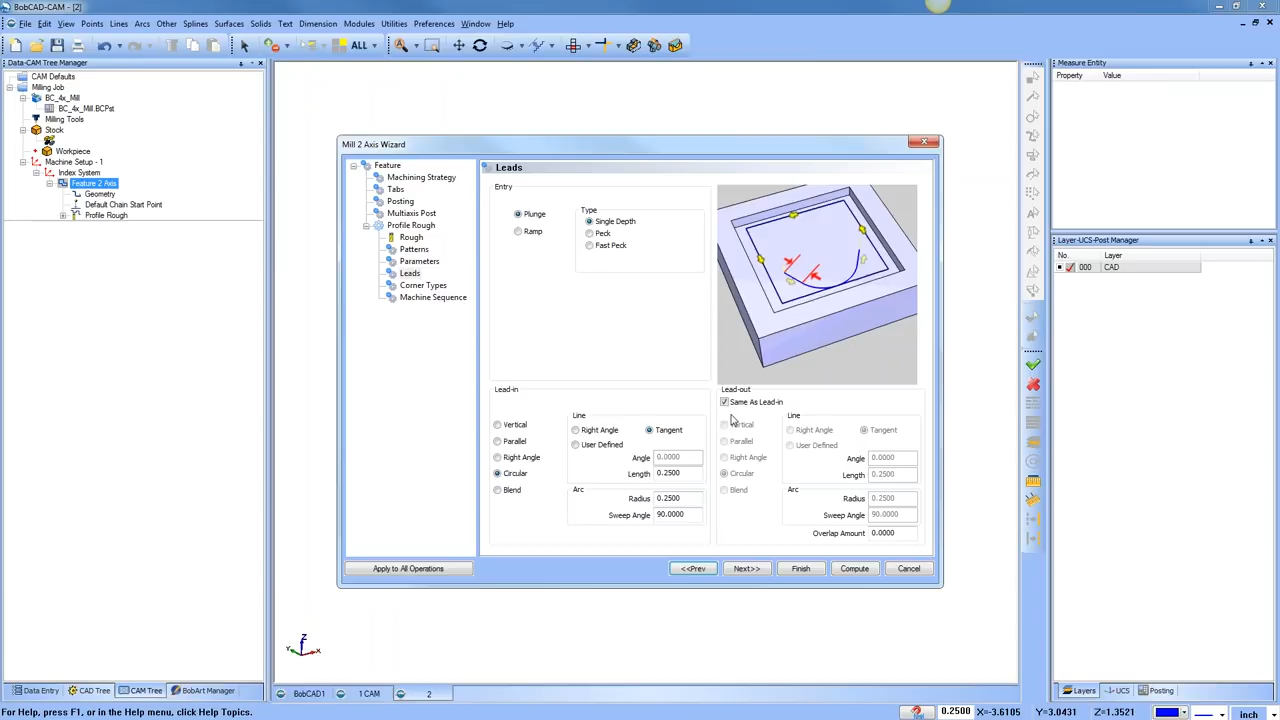 BobCAD-CAM - [2]
File Edit View Points Lines Arcs Other Splines Surfaces Solids Text Dimension Modules Utilities Preferences Window Help
ALL
Data-CAM Tree Manager
CAM Defaults
Milling Job
BC_4x_Mill
BC_4x_Mill.BCPst
Milling Tools
Stock
Workpiece
Machine Setup - 1
Index System
Feature 2 Axis
Geometry
Default Chain Start Point
Profile Rough
Data Entry CAD Tree CAM Tree BobArt Manager
Mill 2 Axis Wizard
Feature
Machining Strategy
Tabs
Posting
Multiaxis Post
Profile Rough
Rough
Patterns
Parameters
Leads
Corner Types
Machine Sequence
Apply to All Operations
Leads
Entry
Plunge
Ramp
Type
Single Depth
Peck
Fast Peck
Lead-in
Vertical
Parallel
Right Angle
Circular
Blend
Line
Right Angle Tangent
User Defined
Angle 0.0000
Length 0.2500
Arc
Radius 0.2500
Sweep Angle 90.0000
Lead-out
Same As Lead-in
Vertical
Parallel
Right Angle
Circular
Blend
Line
Right Angle Tangent
User Defined
Angle 0.0000
Length 0.2500
Arc
Radius 0.2500
Sweep Angle 90.0000
Overlap Amount 0.0000
<<Prev Next>> Finish Compute Cancel
Z
Y X
BobCAD1 1 CAM 2
Measure Entity
Property Value
Layer-UCS-Post Manager
No. Layer
000 CAD
Layers UCS Posting
For Help, press F1, or in the Help menu, click Help Topics. 0.2500 X=-3.6105 Y=3.0431 Z=1.3521 inch